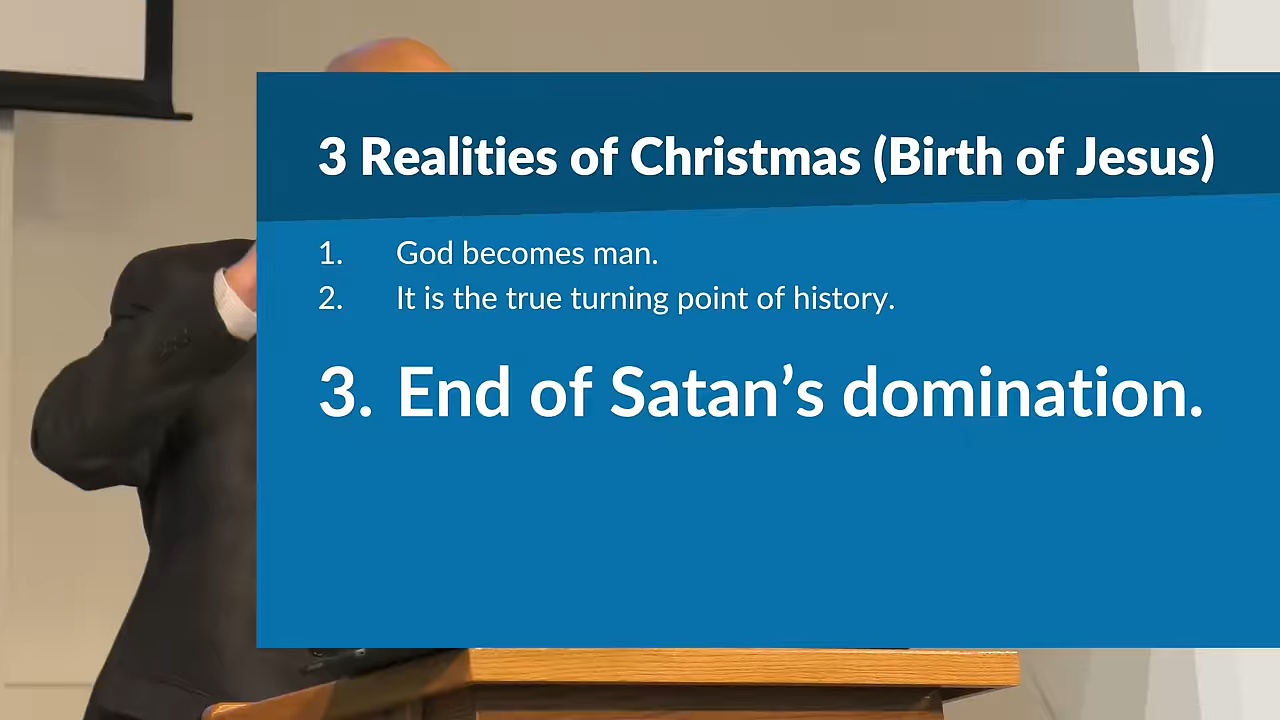 3 Realities of Christmas (Birth of Jesus)
1. God becomes man.
2. It is the true turning point of history.
3. End of Satan’s domination.